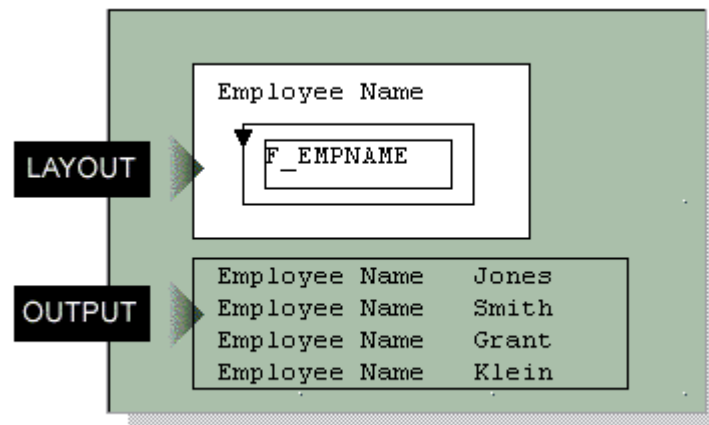 Employee Name
F_EMPNAME
LAYOUT
Employee Name Jones
Employee Name Smith
OUTPUT
Employee Name Grant
Employee Name Klein